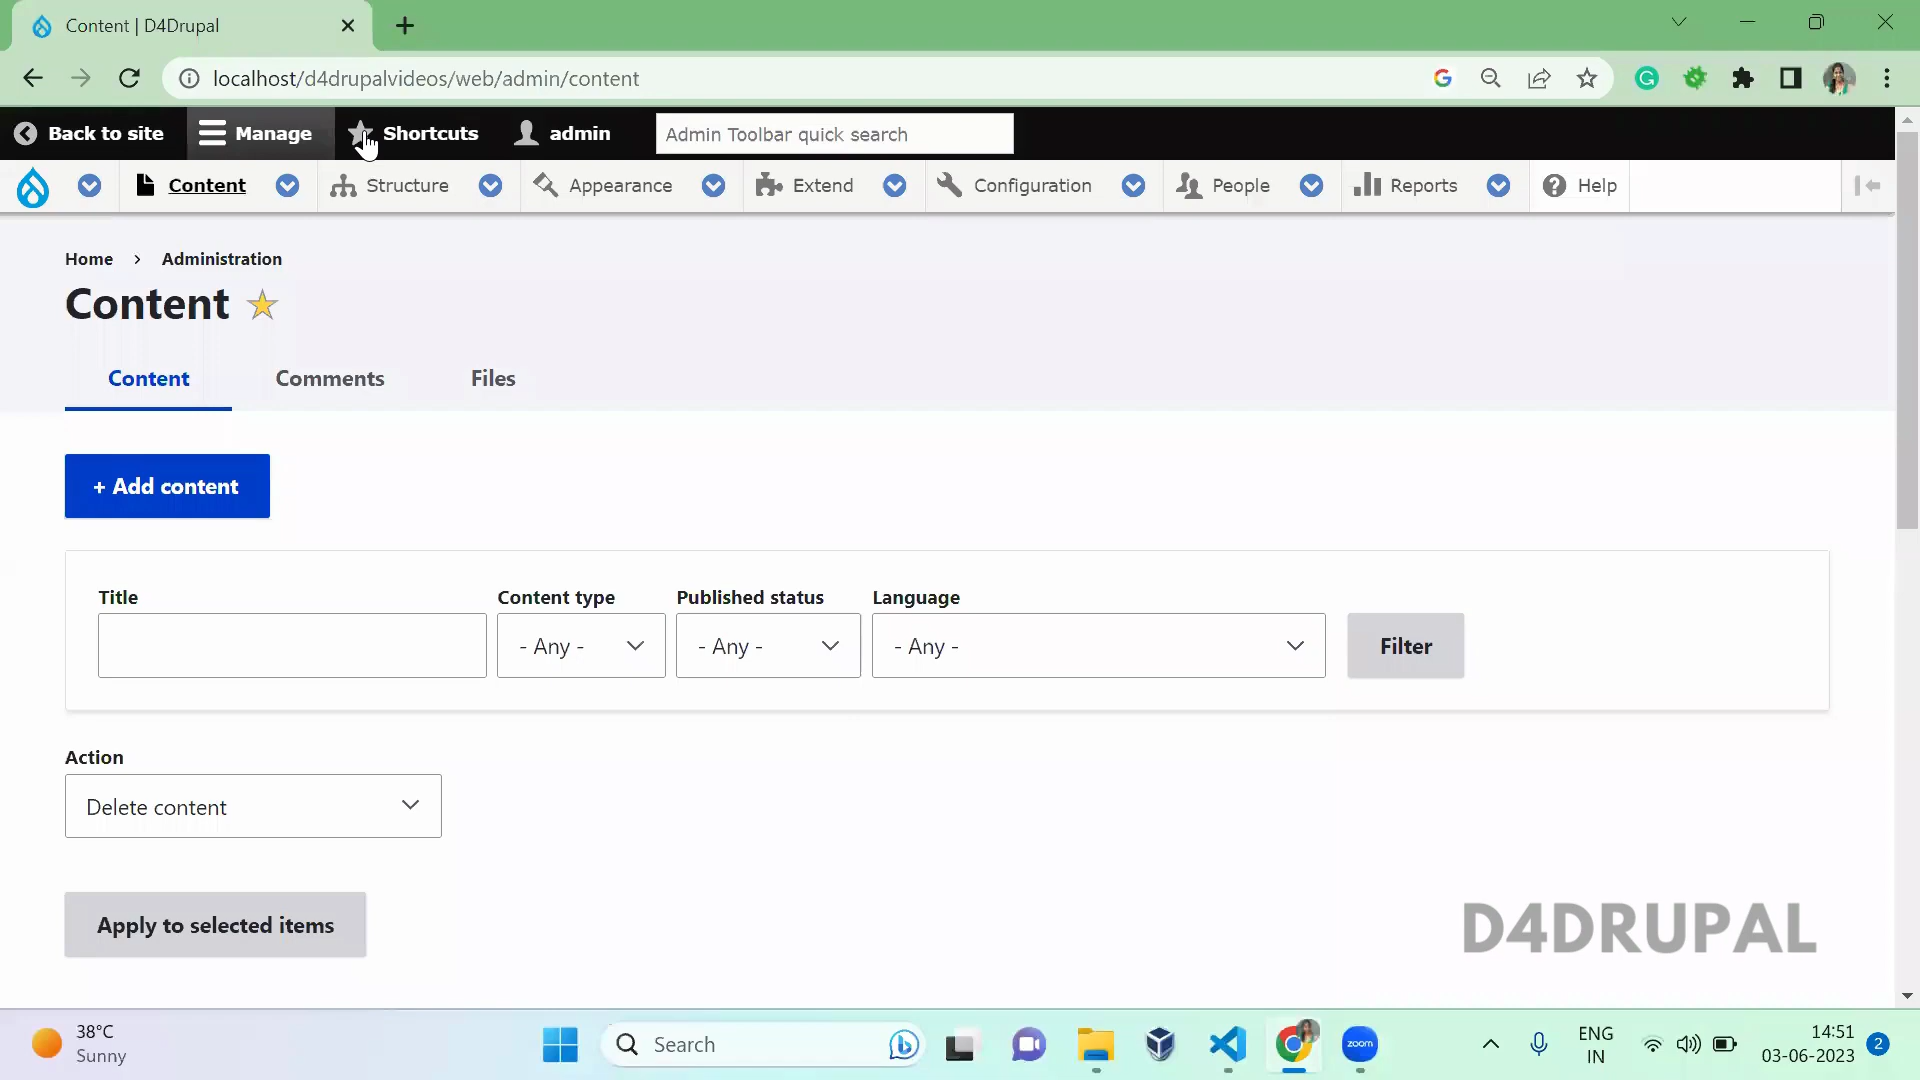 Content | D4Drupal
localhost/d4drupalvideos/web/admin/content
Back to site Manage Shortcuts admin Admin Toolbar quick search
Content Structure Appearance Extend Configuration People Reports Help
Home › Administration
Content
Content Comments Files
+ Add content
Title Content type Published status Language
- Any - - Any - - Any - Filter
Action
Delete content
Apply to selected items
D4DRUPAL
38°C
Sunny
Search
zoom
ENG
IN
14:51
03-06-2023
2